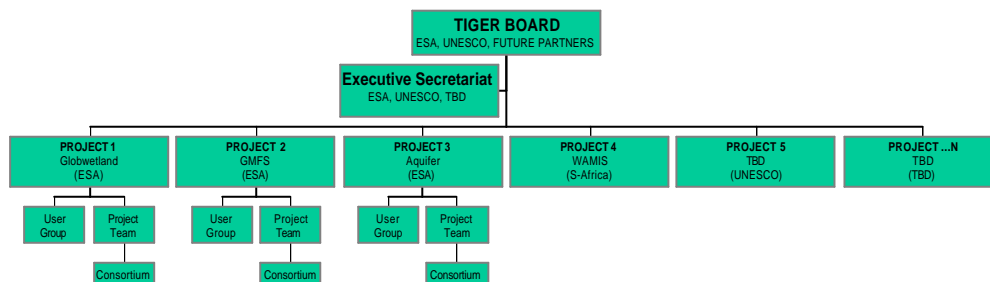 TIGER BOARD
ESA, UNESCO, FUTURE PARTNERS
Executive Secretariat
ESA, UNESCO, TBD
PROJECT 1
Globwetland
(ESA)
PROJECT 2
GMFS
(ESA)
PROJECT 3
Aquifer
(ESA)
PROJECT 4
WAMIS
(S-Africa)
PROJECT 5
TBD
(UNESCO)
PROJECT ...N
TBD
(TBD)
User
Group
Project
Team
User
Group
Project
Team
User
Group
Project
Team
Consortium
Consortium
Consortium